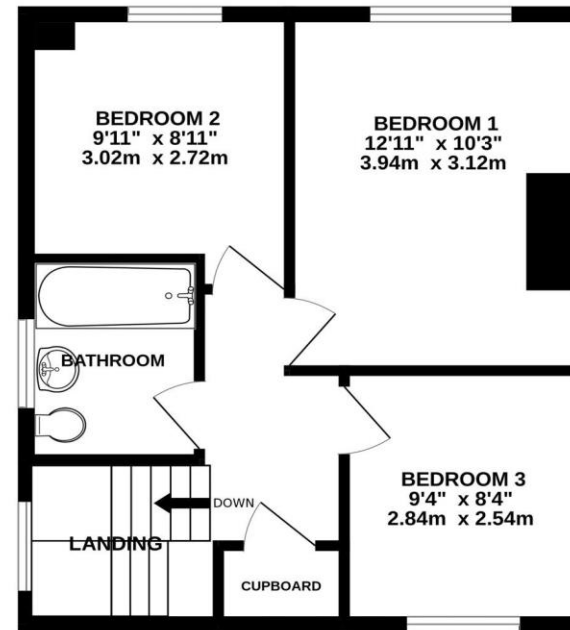 BEDROOM 2
9'11" x 8'11"
3.02m x 2.72m
BEDROOM 1
12'11" x 10'3"
3.94m x 3.12m
BATHROOM
BEDROOM 3
9'4" x 8'4"
2.84m x 2.54m
DOWN
LANDING
CUPBOARD